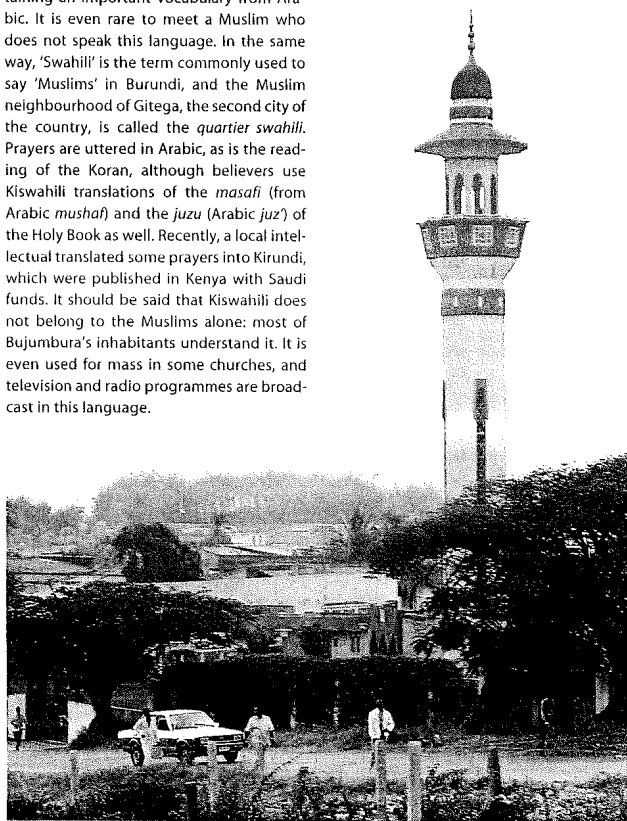 taining an important vocabulary from Ara-
bic. It is even rare to meet a Muslim who
does not speak this language. In the same
way, 'Swahili' is the term commonly used to
say 'Muslims' in Burundi, and the Muslim
neighbourhood of Gitega, the second city of
the country, is called the quartier swahili.
Prayers are uttered in Arabic, as is the read-
ing of the Koran, although believers use
Kiswahili translations of the masafi (from
Arabic mushaf) and the juzu (Arabic juz') of
the Holy Book as well. Recently, a local intel-
lectual translated some prayers into Kirundi,
which were published in Kenya with Saudi
funds. It should be said that Kiswahili does
not belong to the Muslims alone: most of
Bujumbura's inhabitants understand it. It is
even used for mass in some churches, and
television and radio programmes are broad-
cast in this language.